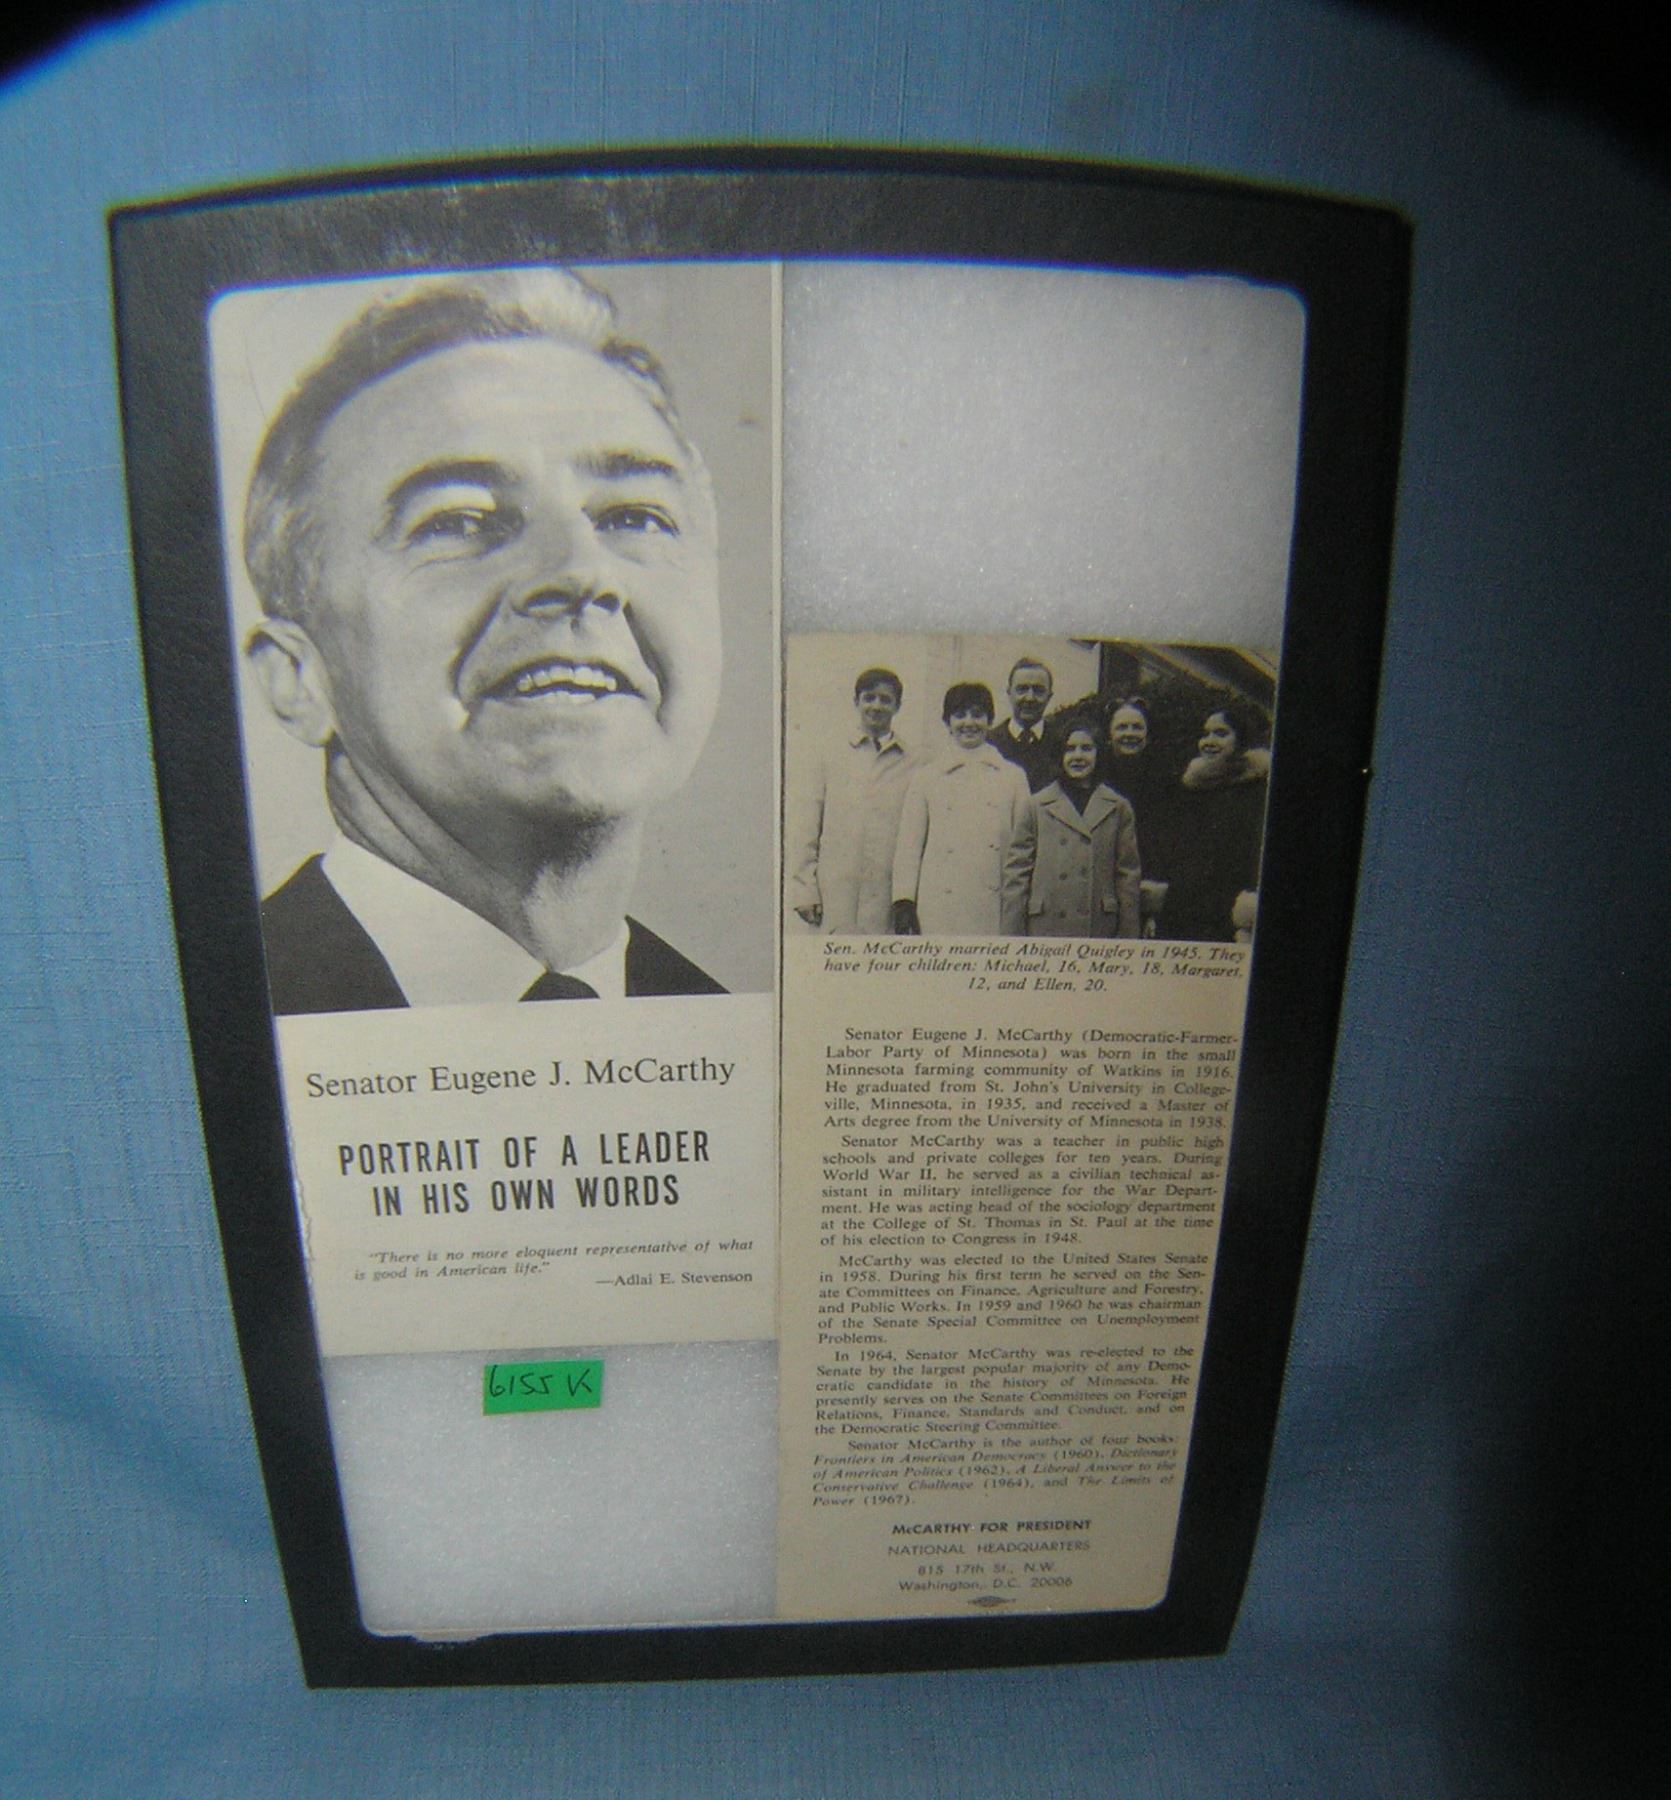 Senator Eugene J. McCarthy
PORTRAIT OF A LEADER
IN HIS OWN WORDS
"There is no more eloquent representative of what
is good in American life."
—Adlai E. Stevenson
6155 K
Sen. McCarthy married Abigail Quigley in 1945. They
have four children: Michael, 16, Mary, 18, Margaret,
12, and Ellen, 20.
Senator Eugene J. McCarthy (Democratic-Farmer-
Labor Party of Minnesota) was born in the small
Minnesota farming community of Watkins in 1916.
He graduated from St. John's University in College-
ville, Minnesota, in 1935, and received a Master of
Arts degree from the University of Minnesota in 1938.
Senator McCarthy was a teacher in public high
schools and private colleges for ten years. During
World War II, he served as a civilian technical as-
sistant in military intelligence for the War Depart-
ment. He was acting head of the sociology department
at the College of St. Thomas in St. Paul at the time
of his election to Congress in 1948.
McCarthy was elected to the United States Senate
in 1958. During his first term he served on the Sen-
ate Committees on Finance, Agriculture and Forestry,
and Public Works. In 1959 and 1960 he was chairman
of the Senate Special Committee on Unemployment
Problems.
In 1964, Senator McCarthy was re-elected to the
Senate by the largest popular majority of any Demo-
cratic candidate in the history of Minnesota. He
presently serves on the Senate Committees on Foreign
Relations, Finance, Standards and Conduct, and on
the Democratic Steering Committee.
Senator McCarthy is the author of four books:
Frontiers in American Democracy (1960), Dictionary
of American Politics (1962), A Liberal Answer to the
Conservative Challenge (1964), and The Limits of
Power (1967).
McCARTHY FOR PRESIDENT
NATIONAL HEADQUARTERS
815 17th St., N.W.
Washington, D.C. 20006